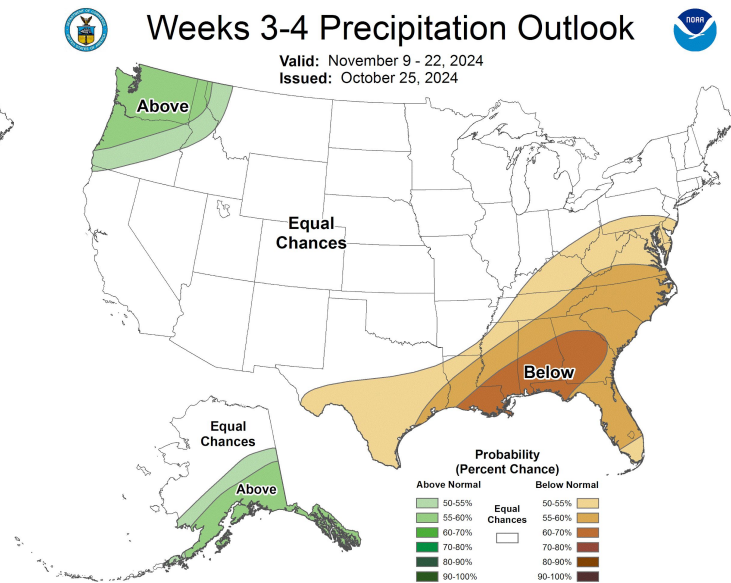 Weeks 3-4 Precipitation Outlook
NOAA
Valid: November 9 - 22, 2024
Issued: October 25, 2024
Above
Equal
Chances
Below
Equal
Chances
Above
Probability
(Percent Chance)
Above Normal
Below Normal
50-55%
55-60%
60-70%
70-80%
80-90%
90-100%
Equal
Chances
50-55%
55-60%
60-70%
70-80%
80-90%
90-100%